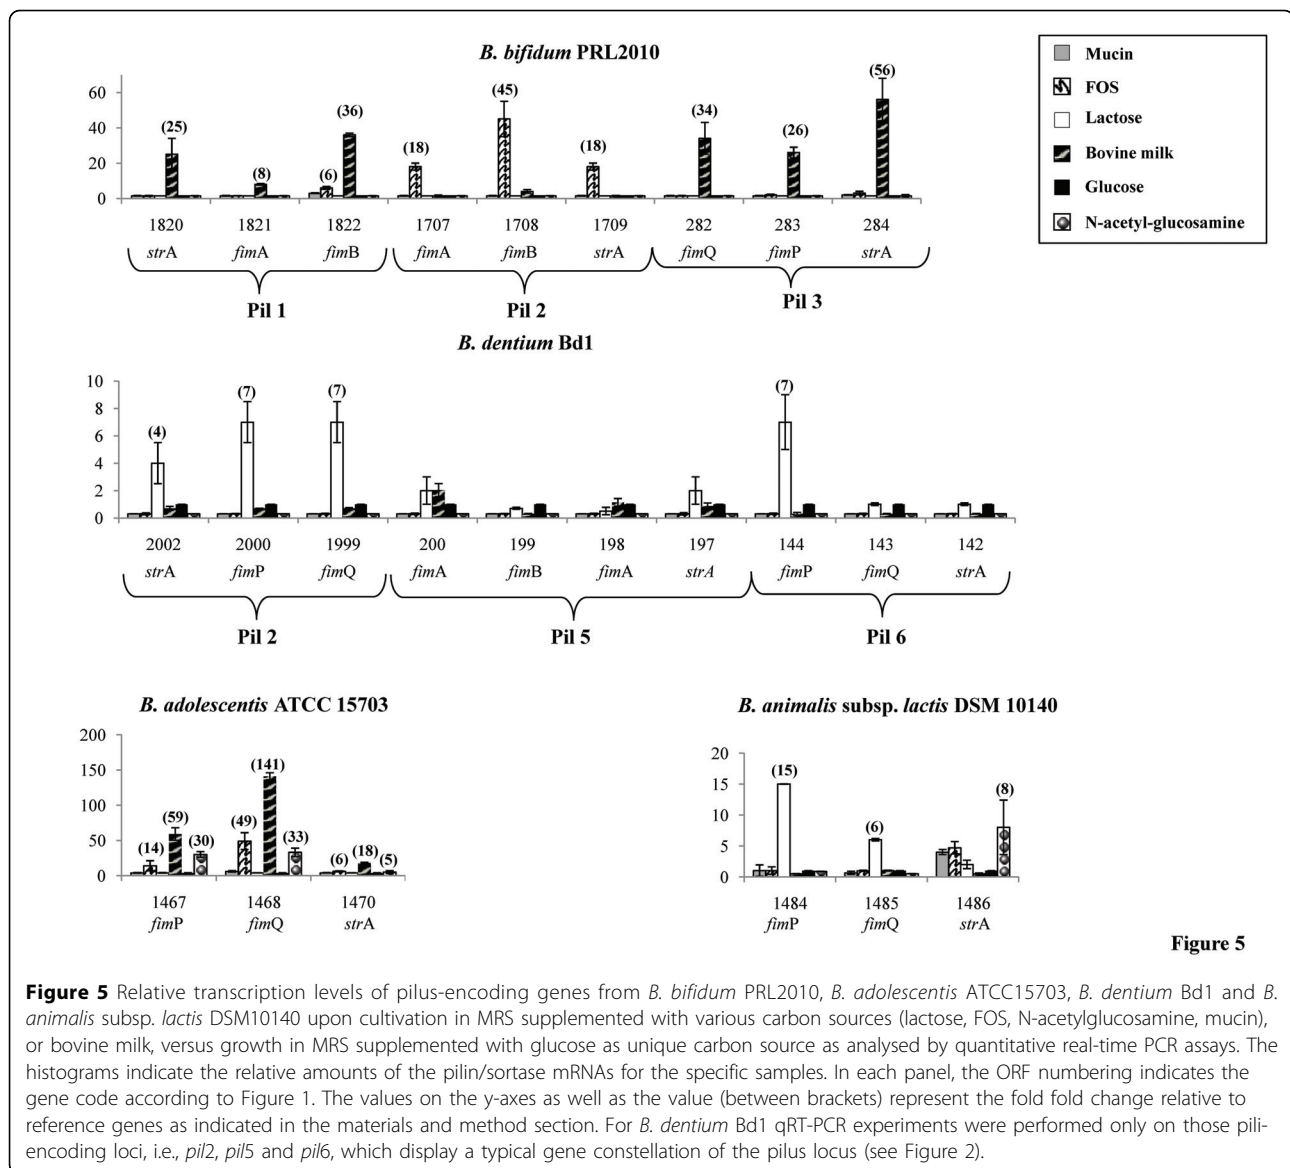 B. bifidum PRL2010
Mucin
FOS
Lactose
Bovine milk
Glucose
N-acetyl-glucosamine
60
40
20
0
(25) (8) (6) (36) (18) (45) (18) (34) (26) (56)
1820 1821 1822 1707 1708 1709 282 283 284
strA fimA fimB fimA fimB strA fimQ fimP strA
Pil 1 Pil 2 Pil 3
B. dentium Bd1
10
8
6
4
2
0
(4) (7) (7) (7)
2002 2000 1999 200 199 198 197 144 143 142
strA fimP fimQ fimA fimB fimA strA fimP fimQ strA
Pil 2 Pil 5 Pil 6
B. adolescentis ATCC 15703
200
150
100
50
0
(14) (59) (30) (49) (141) (33) (6) (18) (5)
1467 1468 1470
fimP fimQ strA
B. animalis subsp. lactis DSM 10140
20
15
10
5
0
(15) (6) (8)
1484 1485 1486
fimP fimQ strA
Figure 5
Figure 5 Relative transcription levels of pilus-encoding genes from B. bifidum PRL2010, B. adolescentis ATCC15703, B. dentium Bd1 and B.
animalis subsp. lactis DSM10140 upon cultivation in MRS supplemented with various carbon sources (lactose, FOS, N-acetylglucosamine, mucin),
or bovine milk, versus growth in MRS supplemented with glucose as unique carbon source as analysed by quantitative real-time PCR assays. The
histograms indicate the relative amounts of the pilin/sortase mRNAs for the specific samples. In each panel, the ORF numbering indicates the
gene code according to Figure 1. The values on the y-axes as well as the value (between brackets) represent the fold fold change relative to
reference genes as indicated in the materials and method section. For B. dentium Bd1 qRT-PCR experiments were performed only on those pili-
encoding loci, i.e., pil2, pil5 and pil6, which display a typical gene constellation of the pilus locus (see Figure 2).